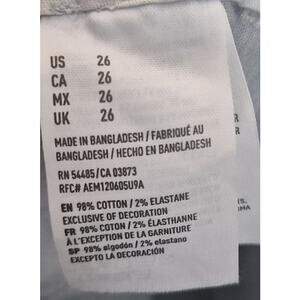 US 26
CA 26
MX 26
UK 26
MADE IN BANGLADESH / FABRIQUÉ AU
BANGLADESH / HECHO EN BANGLADESH
RN 54485/CA 03873
RFC# AEM120605U9A
EN 98% COTTON / 2% ELASTANE
EXCLUSIVE OF DECORATION
FR 98% COTON / 2% ÉLASTHANNE
À L'EXCEPTION DE LA GARNITURE
SP 98% algodón / 2% elastano
EXCEPTO LA DECORACIÓN